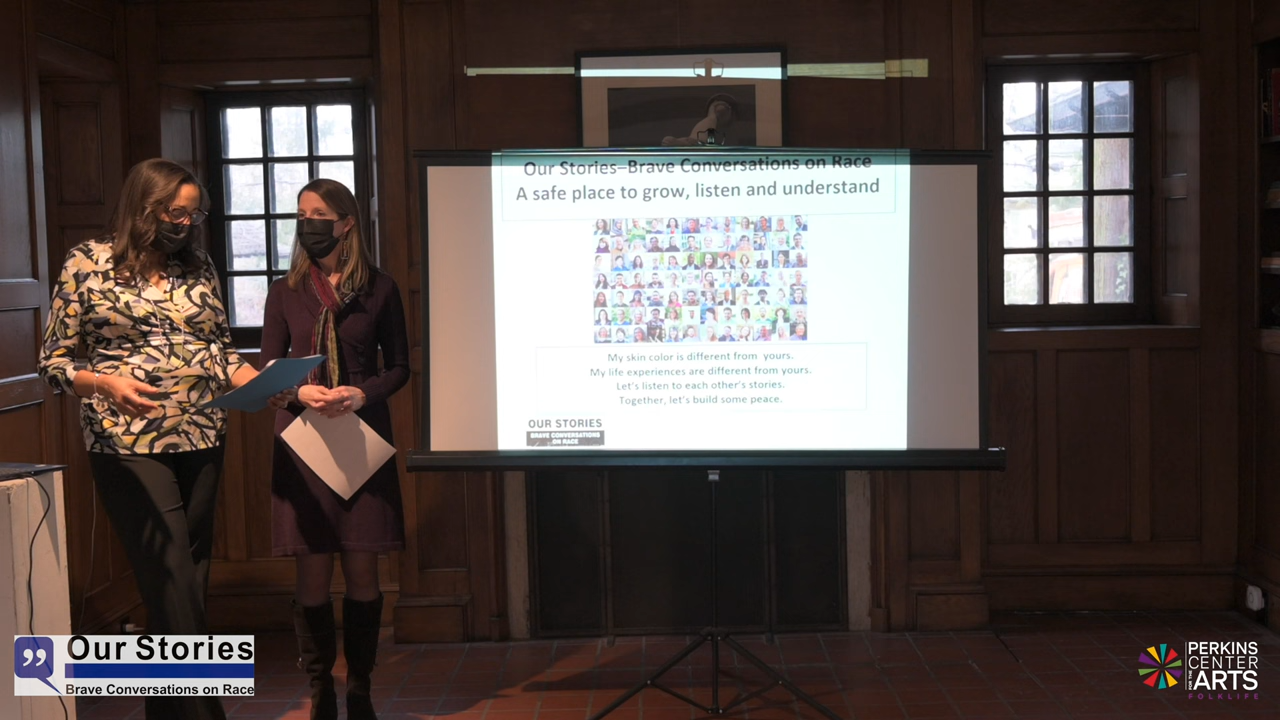 Our Stories–Brave Conversations on Race
A safe place to grow, listen and understand
My skin color is different from yours.
My life experiences are different from yours.
Let's listen to each other's stories.
Together, let's build some peace.
OUR STORIES
BRAVE CONVERSATIONS
ON RACE
Our Stories
Brave Conversations on Race
PERKINS
CENTER
FOR THE
ARTS
FOLKLIFE